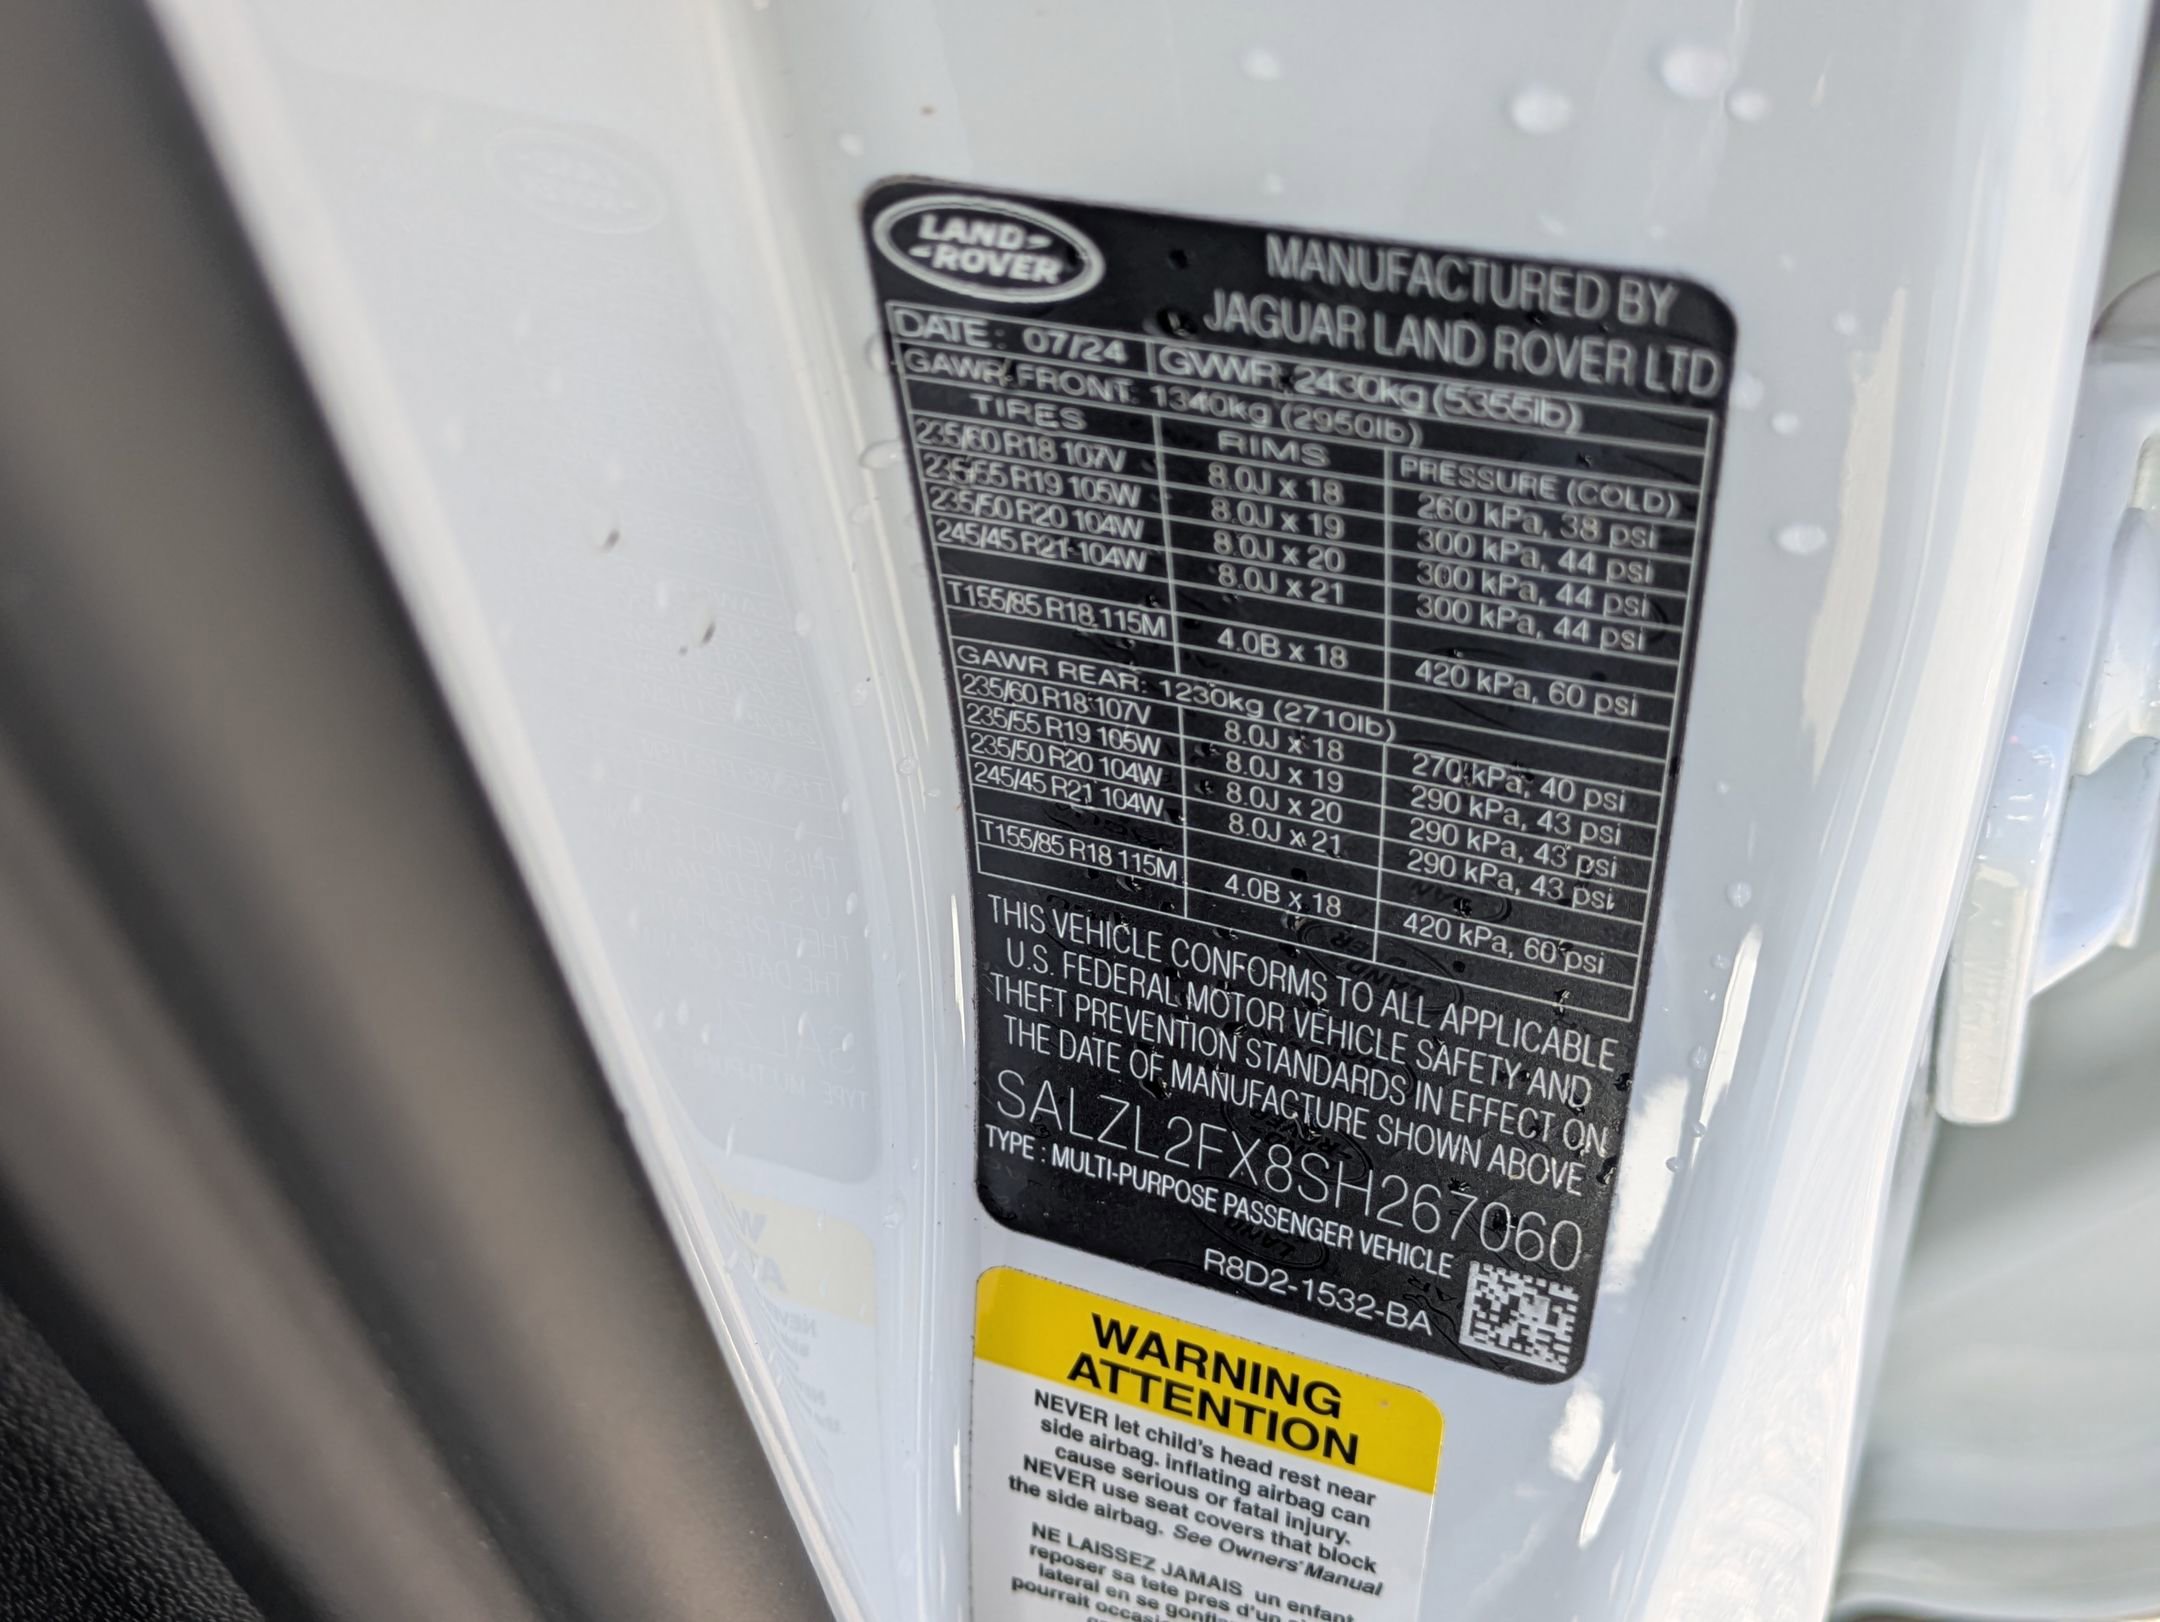 LAND ROVER
MANUFACTURED BY
JAGUAR LAND ROVER LTD
DATE: 07/24 GVWR 2430kg (5355lb)
GAWR FRONT: 1340kg (2950lb)
TIRES RIMS PRESSURE (COLD)
235/60 R18 107V 8.0J x 18 260 kPa, 38 psi
235/55 R19 105W 8.0J x 19 300 kPa, 44 psi
235/50 R20 104W 8.0J x 20 300 kPa, 44 psi
245/45 R21 104W 8.0J x 21 300 kPa, 44 psi
T155/85 R18 115M 4.0B x 18 420 kPa, 60 psi
GAWR REAR: 1230kg (2710lb)
235/60 R18 107V 8.0J x 18 270 kPa, 40 psi
235/55 R19 105W 8.0J x 19 290 kPa, 43 psi
235/50 R20 104W 8.0J x 20 290 kPa, 43 psi
245/45 R21 104W 8.0J x 21 290 kPa, 43 psi
T155/85 R18 115M 4.0B x 18 420 kPa, 60 psi
THIS VEHICLE CONFORMS TO ALL APPLICABLE
U.S. FEDERAL MOTOR VEHICLE SAFETY AND
THEFT PREVENTION STANDARDS IN EFFECT ON
THE DATE OF MANUFACTURE SHOWN ABOVE
SALZL2FX8SH267060
TYPE : MULTI-PURPOSE PASSENGER VEHICLE
R8D2-1532-BA
WARNING
ATTENTION
NEVER let child's head rest near
side airbag. inflating airbag can
cause serious or fatal injury.
NEVER use seat covers that block
the side airbag. See Owners' Manual
NE LAISSEZ JAMAIS un enfant
reposer sa tete pres d'un
lateral en se
pourrait